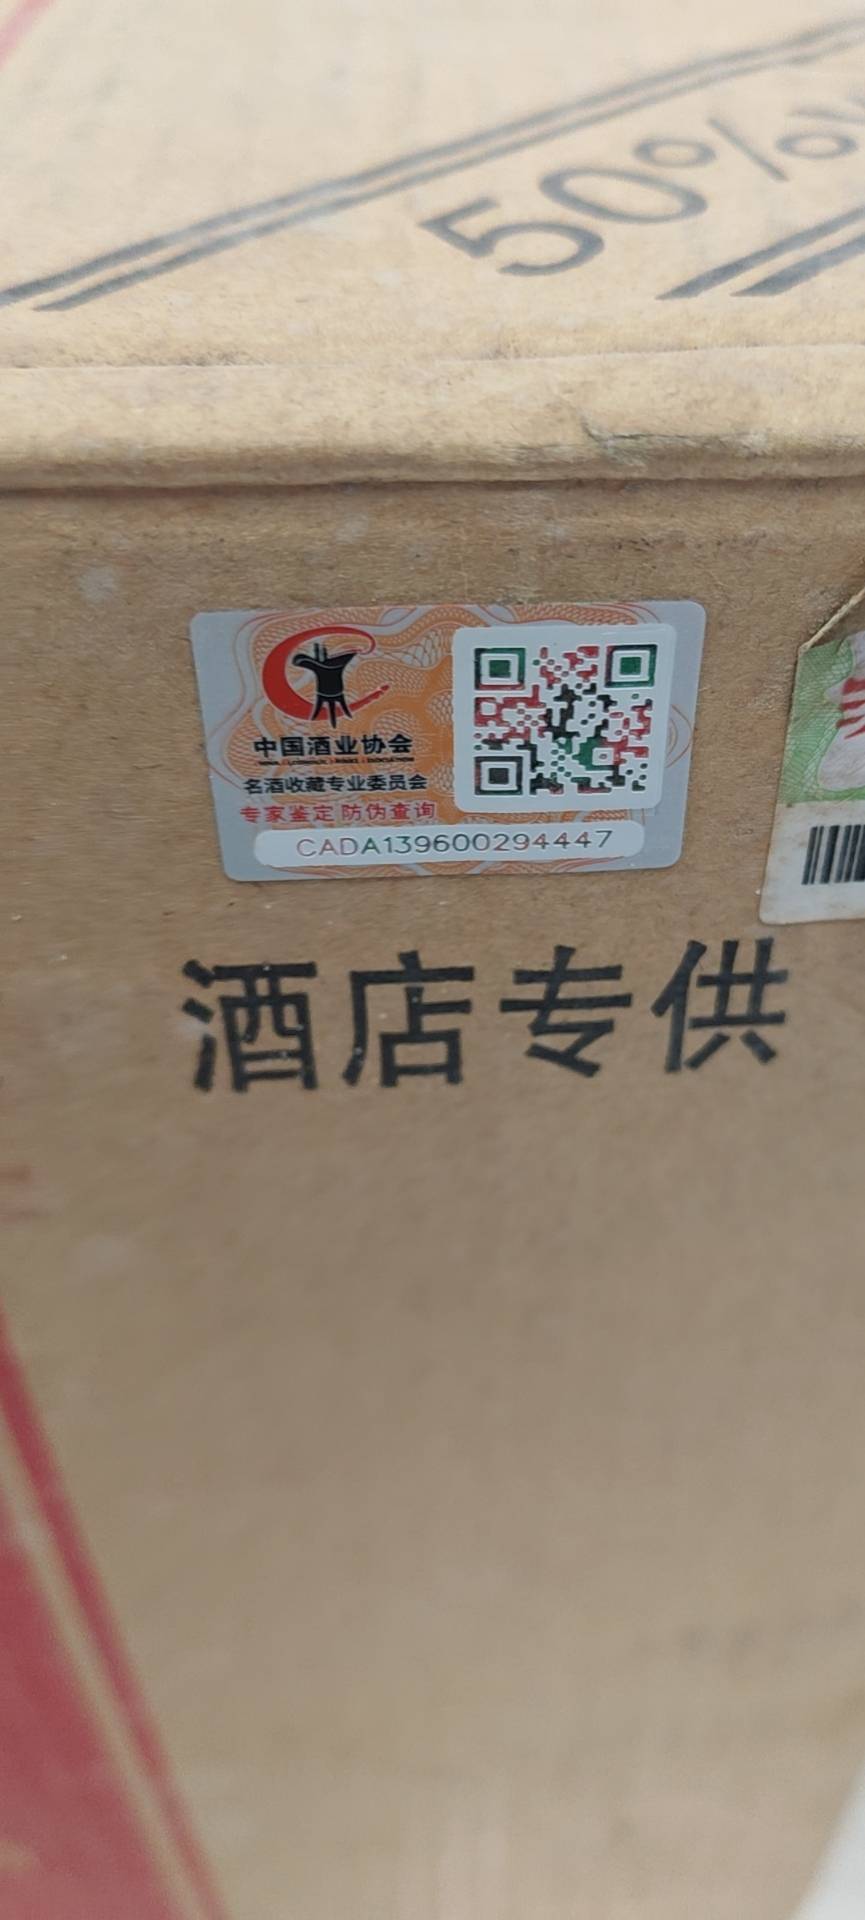 50%
中国酒业协会
名酒收藏专业委员会
专家鉴定 防伪查询
CADA139600294447
酒店专供